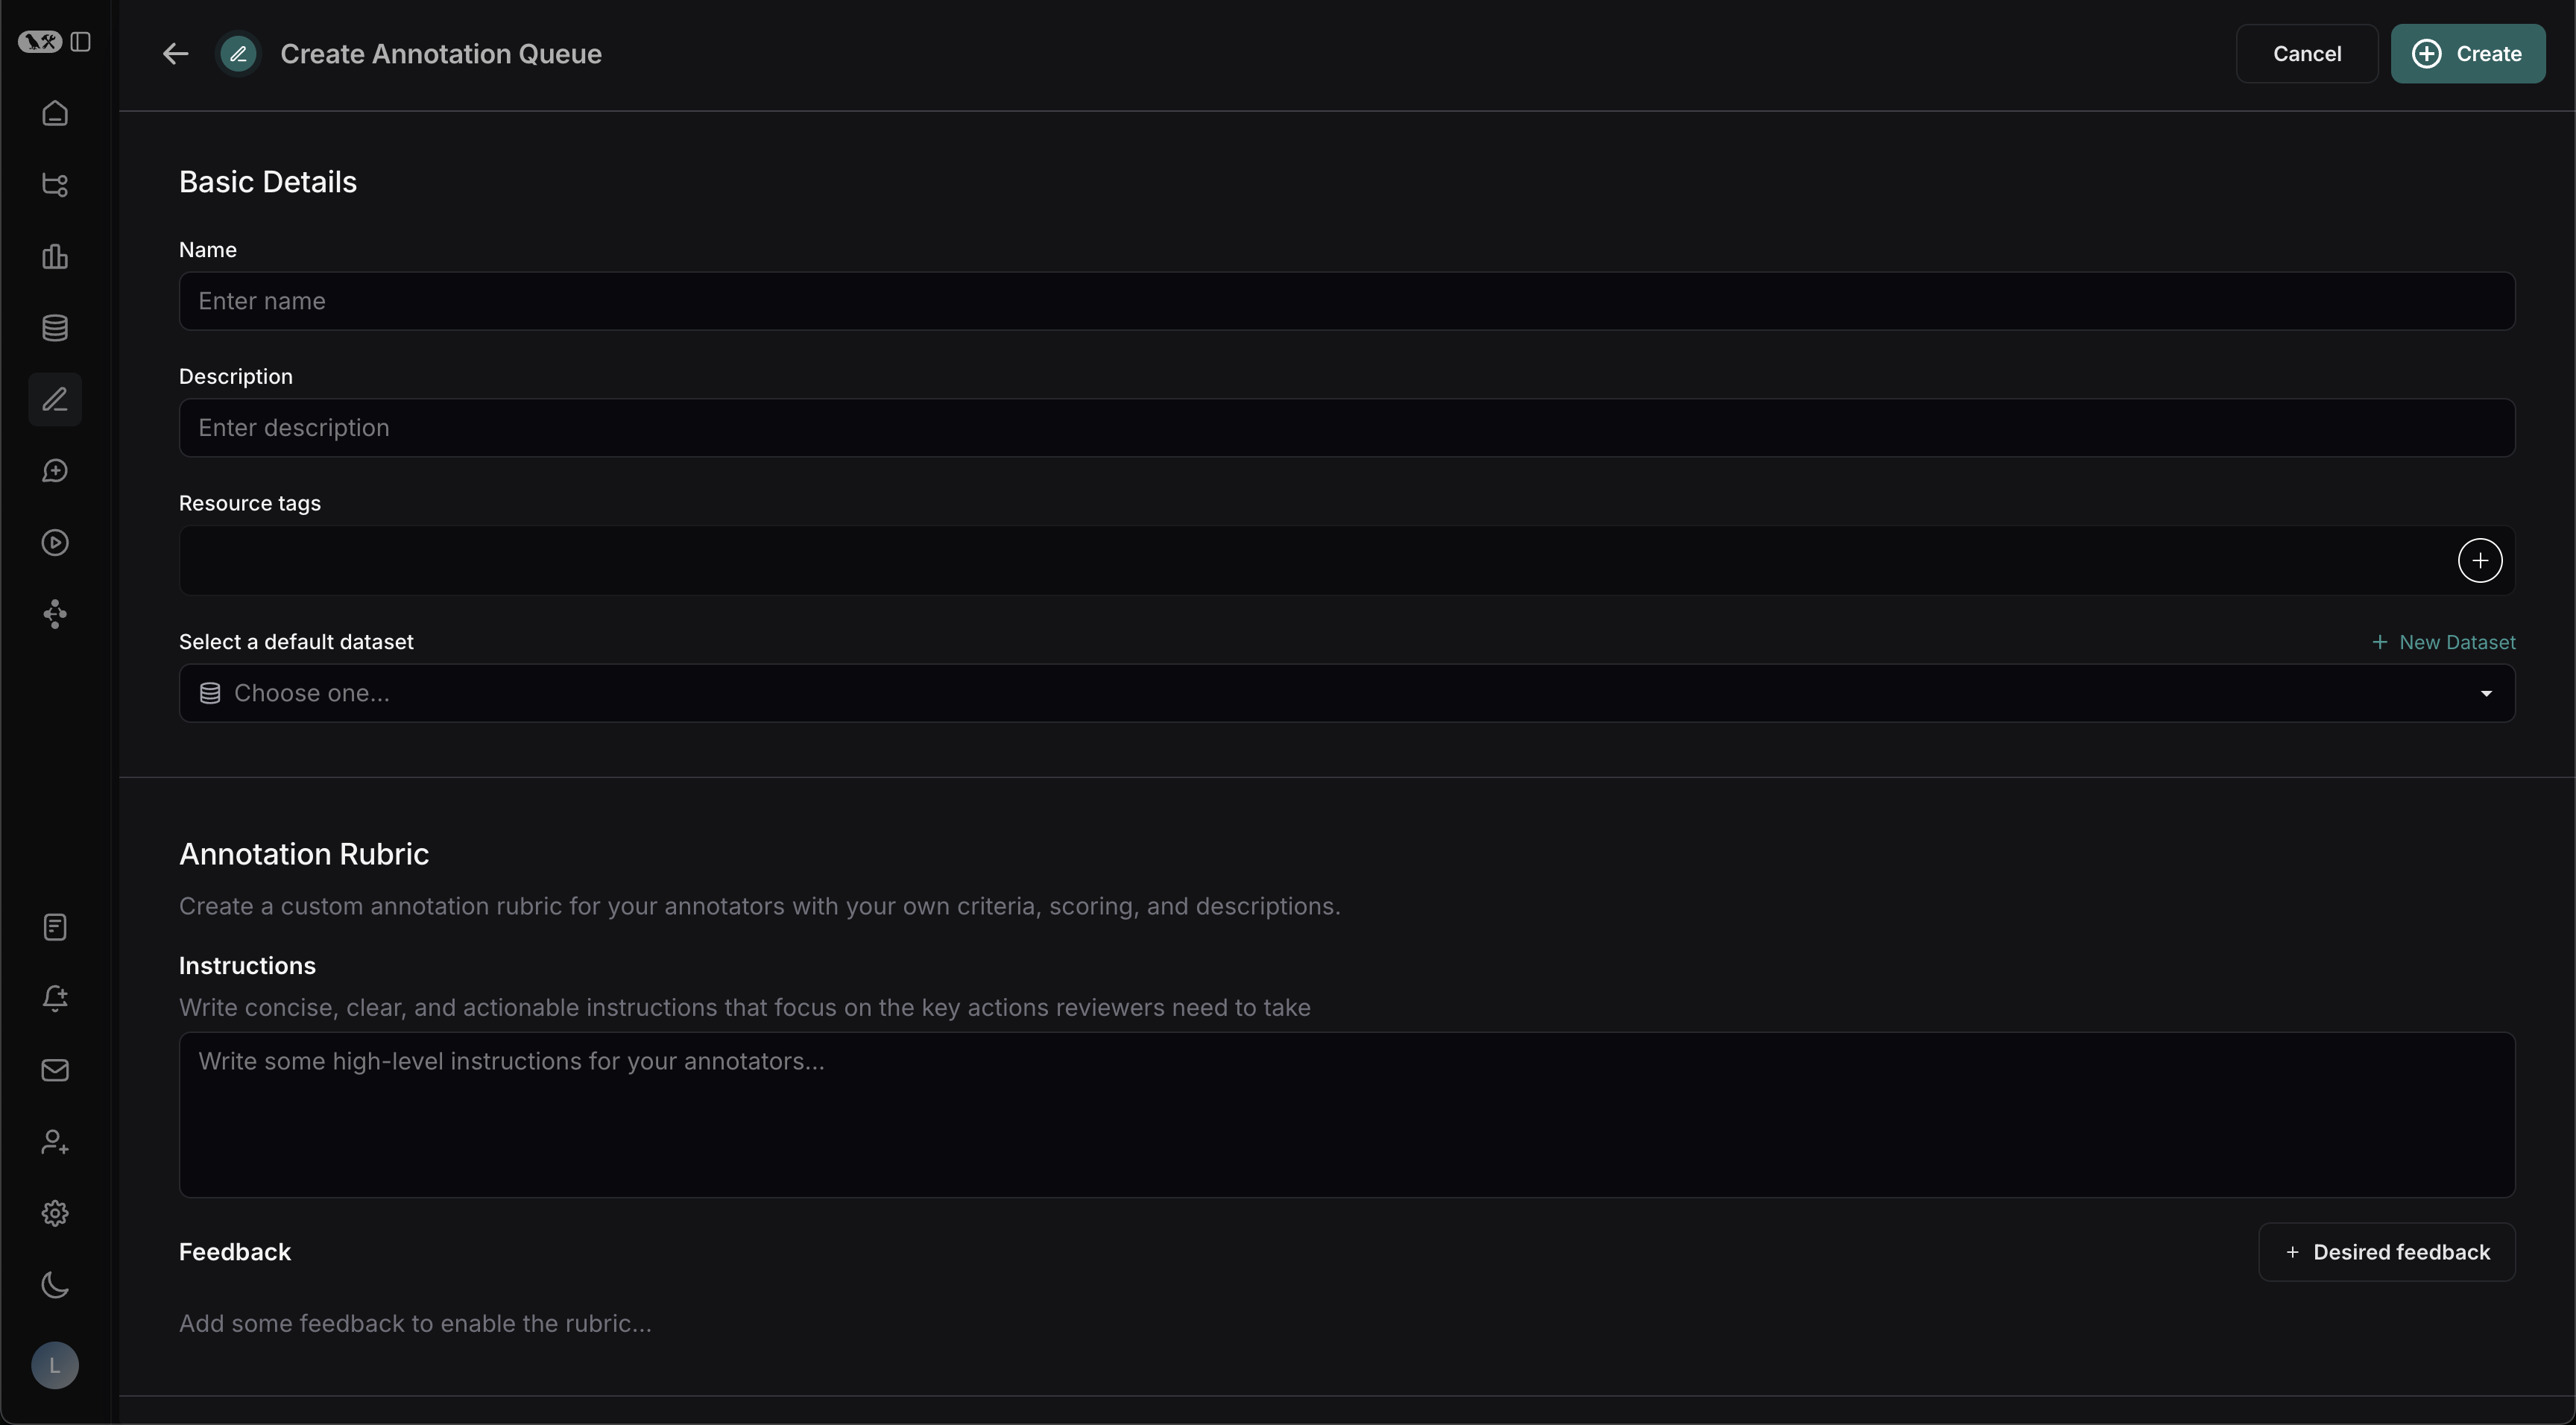 Create Annotation Queue
Cancel
Create
Basic Details
Name
Enter name
Description
Enter description
Resource tags
Select a default dataset
+ New Dataset
Choose one...
Annotation Rubric
Create a custom annotation rubric for your annotators with your own criteria, scoring, and descriptions.
Instructions
Write concise, clear, and actionable instructions that focus on the key actions reviewers need to take
Write some high-level instructions for your annotators...
Feedback
+ Desired feedback
Add some feedback to enable the rubric...
L